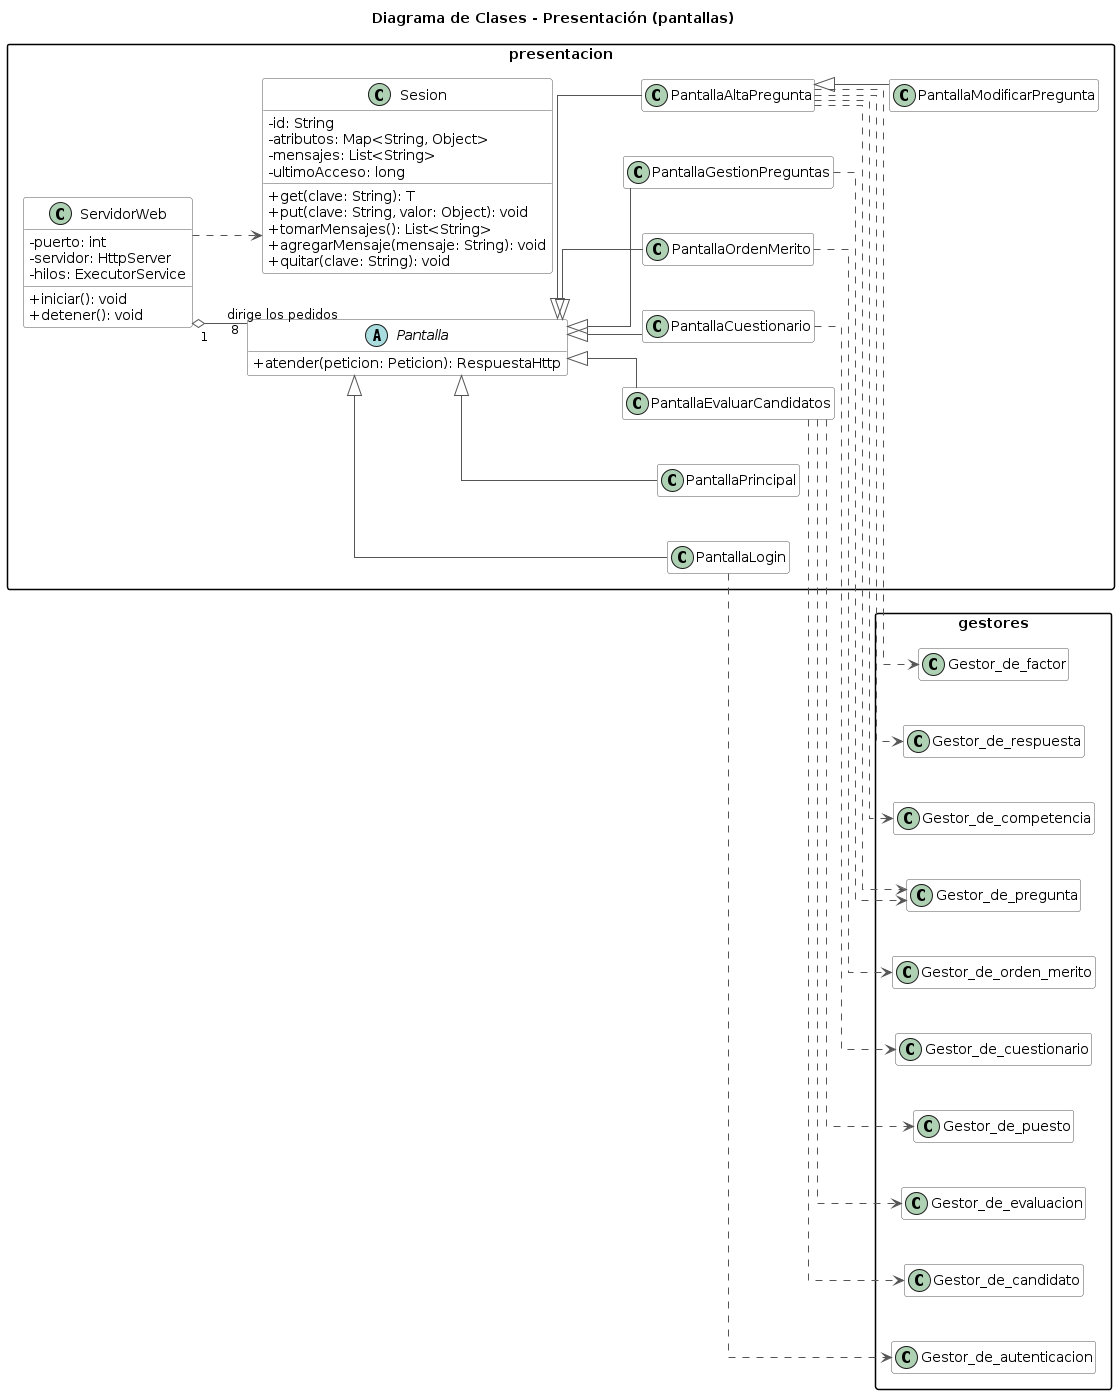 Diagrama de Clases - Presentación (pantallas)
presentacion
C Sesion
-id: String
-atributos: Map<String, Object>
-mensajes: List<String>
-ultimoAcceso: long
+get(clave: String): T
+put(clave: String, valor: Object): void
+tomarMensajes(): List<String>
+agregarMensaje(mensaje: String): void
+quitar(clave: String): void
C PantallaAltaPregunta
C PantallaModificarPregunta
C PantallaGestionPreguntas
C ServidorWeb
-puerto: int
-servidor: HttpServer
-hilos: ExecutorService
+iniciar(): void
+detener(): void
C PantallaOrdenMerito
dirige los pedidos
1
8
A Pantalla
+atender(peticion: Peticion): RespuestaHttp
C PantallaCuestionario
C PantallaEvaluarCandidatos
C PantallaPrincipal
C PantallaLogin
gestores
C Gestor_de_factor
C Gestor_de_respuesta
C Gestor_de_competencia
C Gestor_de_pregunta
C Gestor_de_orden_merito
C Gestor_de_cuestionario
C Gestor_de_puesto
C Gestor_de_evaluacion
C Gestor_de_candidato
C Gestor_de_autenticacion